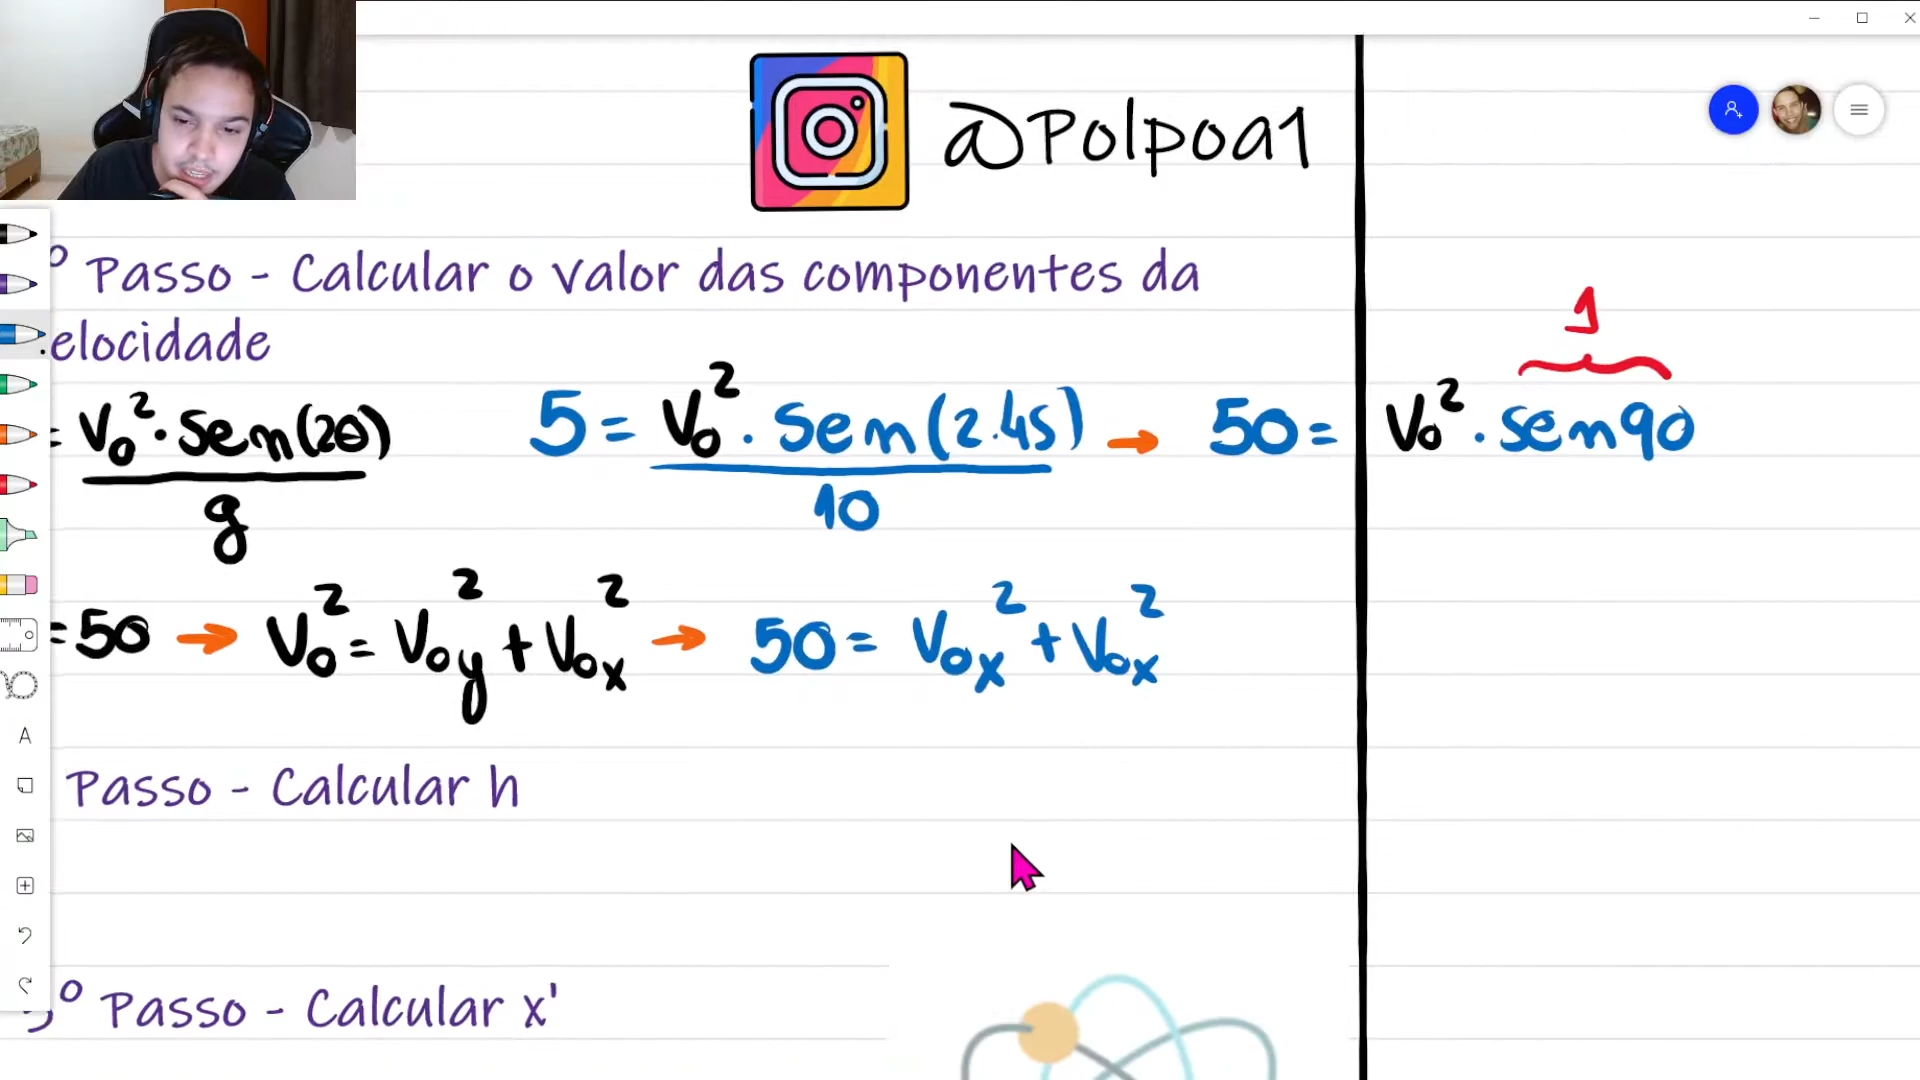 @Polpoa1
º Passo - Calcular o valor das componentes da
elocidade
1
= V₀² · Sen(2θ) / g
5 = V₀² · Sen(2.45) / 10 → 50 = V₀² · sen90
= 50 → V₀² = V₀y² + V₀x² → 50 = V₀x² + V₀x²
Passo - Calcular h
º Passo - Calcular x'
A